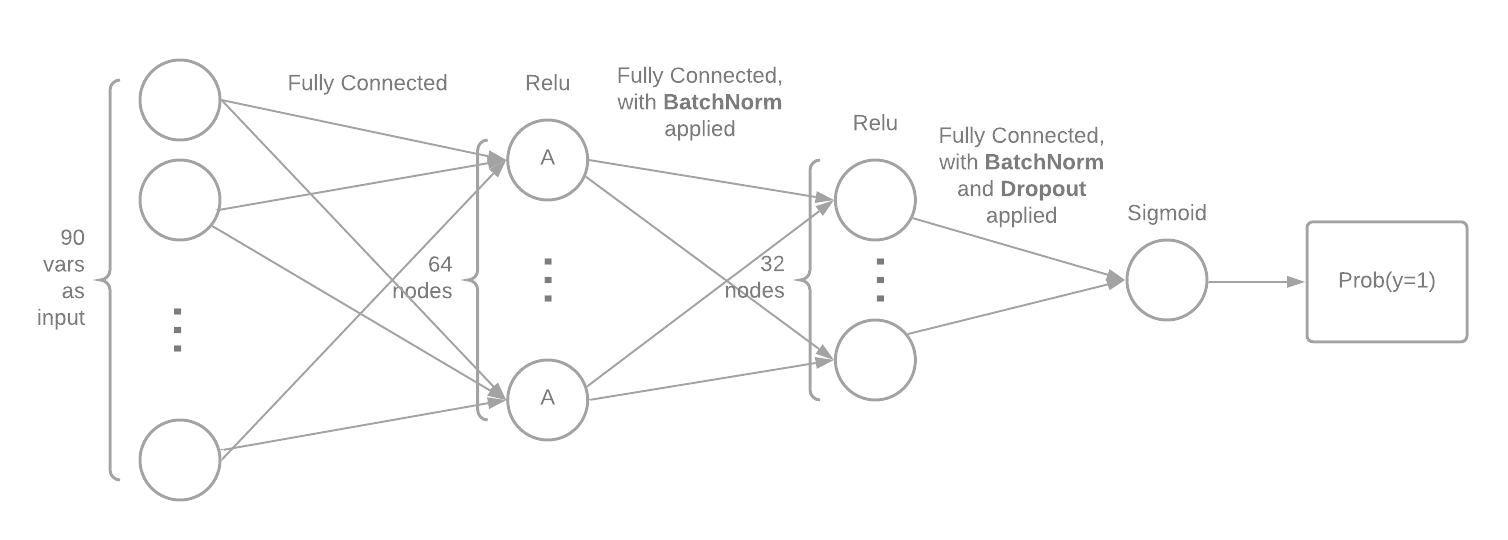 Fully Connected
Relu
Fully Connected,
with BatchNorm
applied
Relu
Fully Connected,
with BatchNorm
and Dropout
applied
Sigmoid
90
vars
as
input
64
nodes
A
A
32
nodes
Prob(y=1)